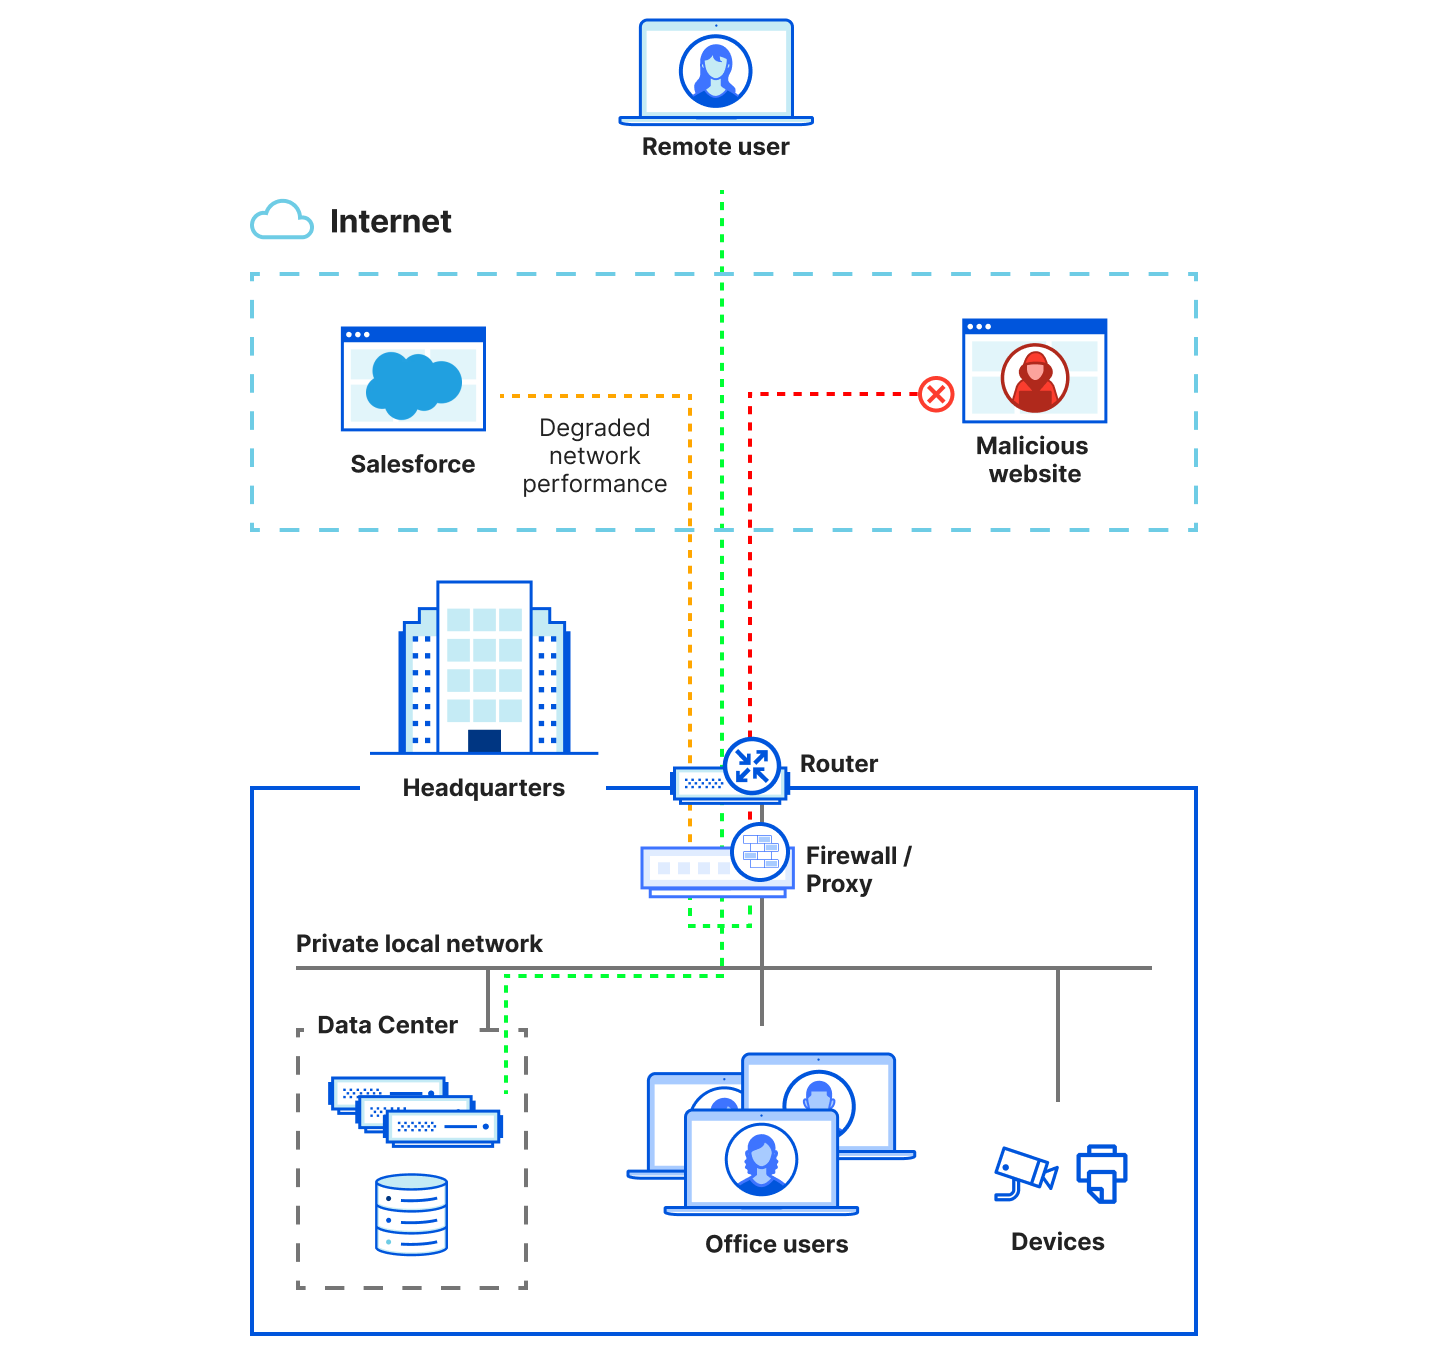 Remote user
Internet
Salesforce
Degraded
network
performance
Malicious
website
Headquarters
Router
Firewall /
Proxy
Private local network
Data Center
Office users
Devices